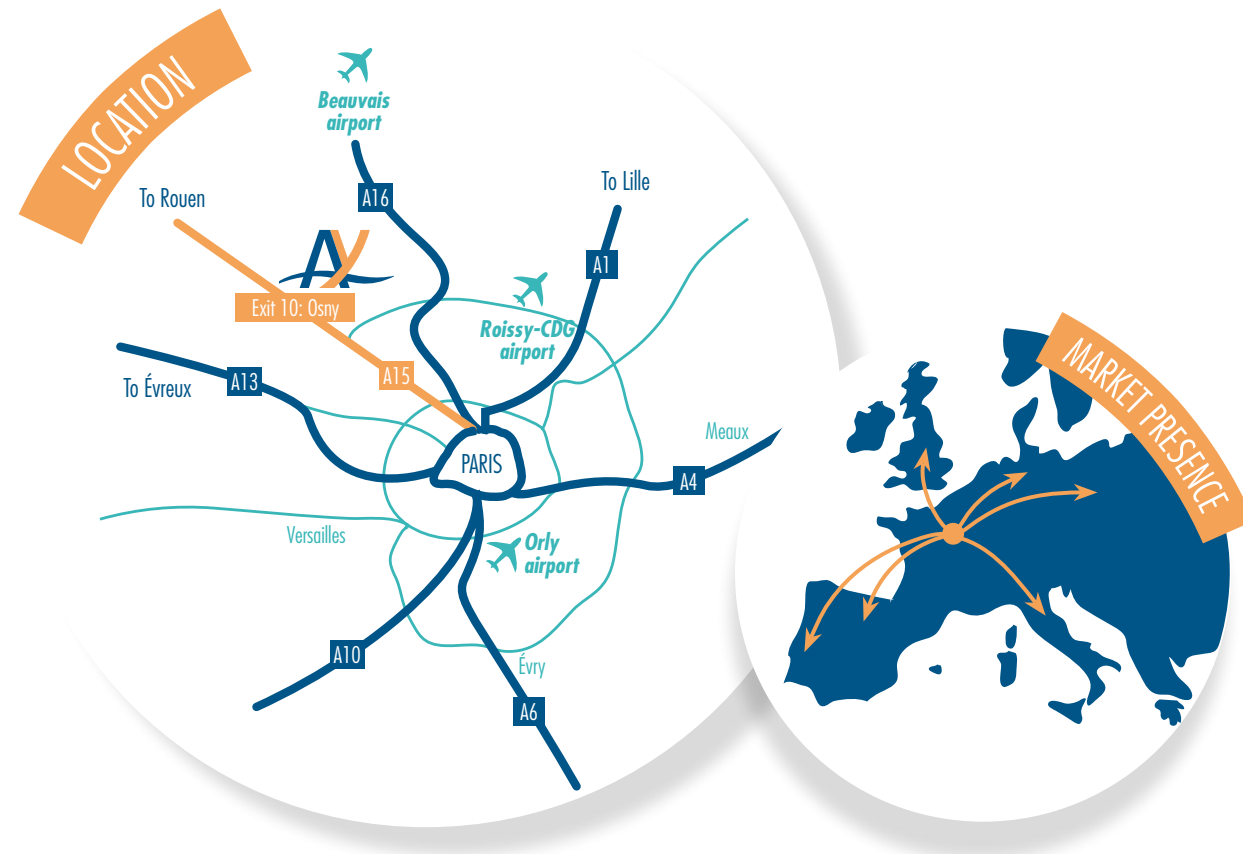 LOCATION
Beauvais
airport
To Rouen
A16
To Lille
A1
Exit 10: Osny
Roissy-CDG
airport
A15
To Évreux
A13
PARIS
Meaux
A4
Versailles
Orly
airport
A10
Évry
A6
MARKET PRESENCE